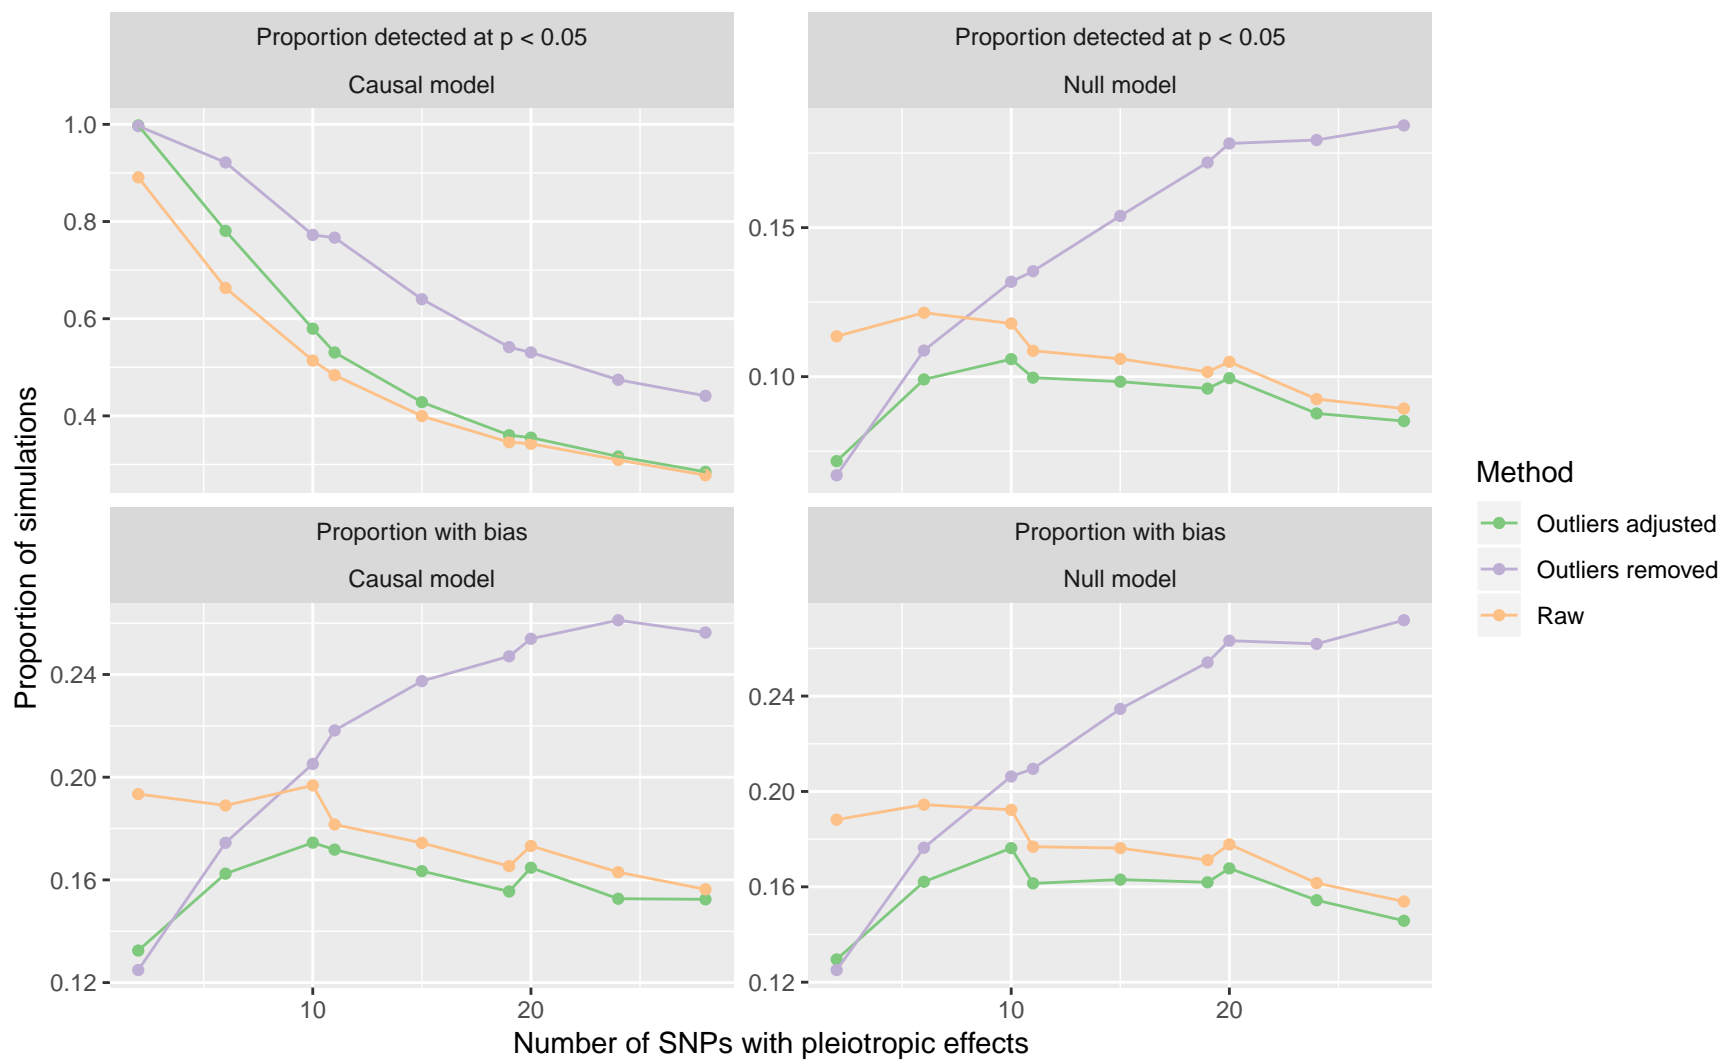 Proportion detected at p < 0.05
Causal model
Proportion detected at p < 0.05
Null model
1.0
0.8
0.6
0.4
0.15
0.10
Proportion with bias
Causal model
Proportion with bias
Null model
0.24
0.20
0.16
0.12
0.24
0.20
0.16
0.12
10
20
10
20
Number of SNPs with pleiotropic effects
Proportion of simulations
Method
Outliers adjusted
Outliers removed
Raw